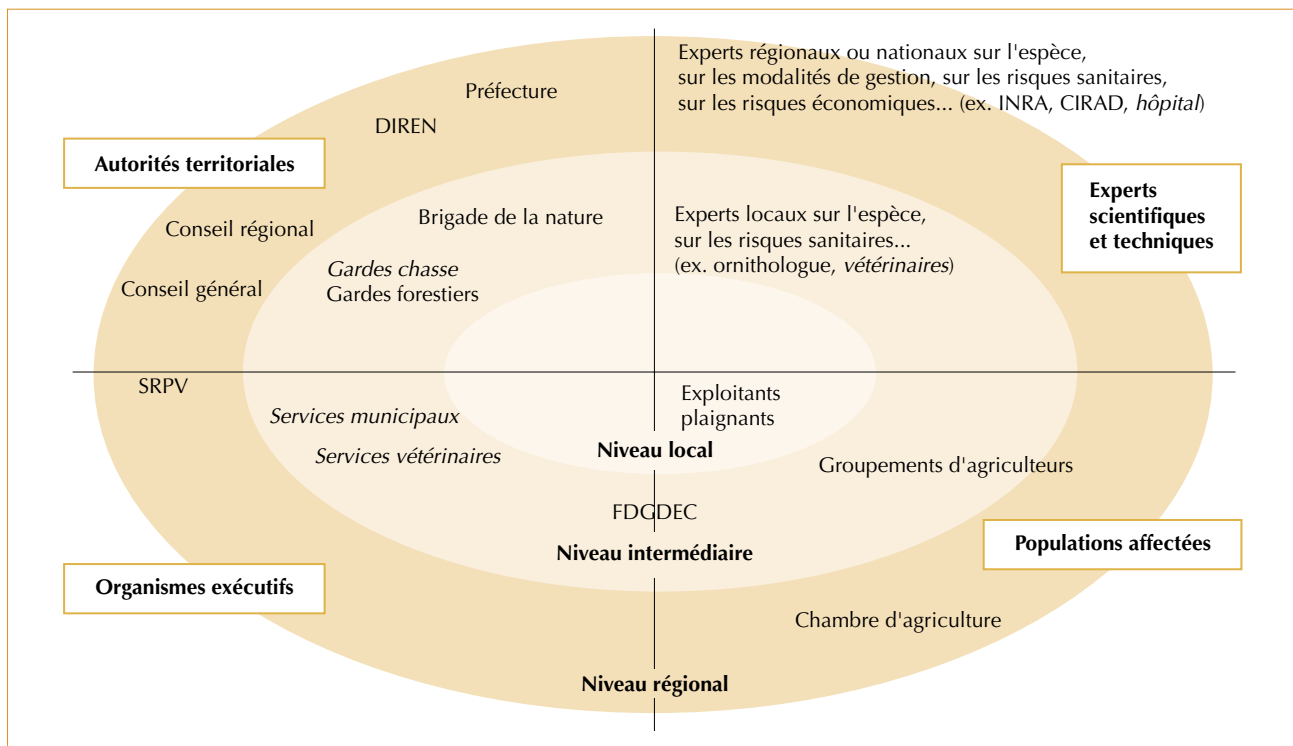 Préfecture
DIREN
Autorités territoriales
Conseil régional
Conseil général
Brigade de la nature
Gardes chasse
Gardes forestiers
Experts régionaux ou nationaux sur l'espèce,
sur les modalités de gestion, sur les risques sanitaires,
sur les risques économiques... (ex. INRA, CIRAD, hôpital)
Experts locaux sur l'espèce,
sur les risques sanitaires...
(ex. ornithologue, vétérinaires)
Experts
scientifiques
et techniques
SRPV
Services municipaux
Services vétérinaires
Organismes exécutifs
Exploitants
plaignants
Niveau local
Groupements d'agriculteurs
FDGDEC
Niveau intermédiaire
Populations affectées
Chambre d'agriculture
Niveau régional